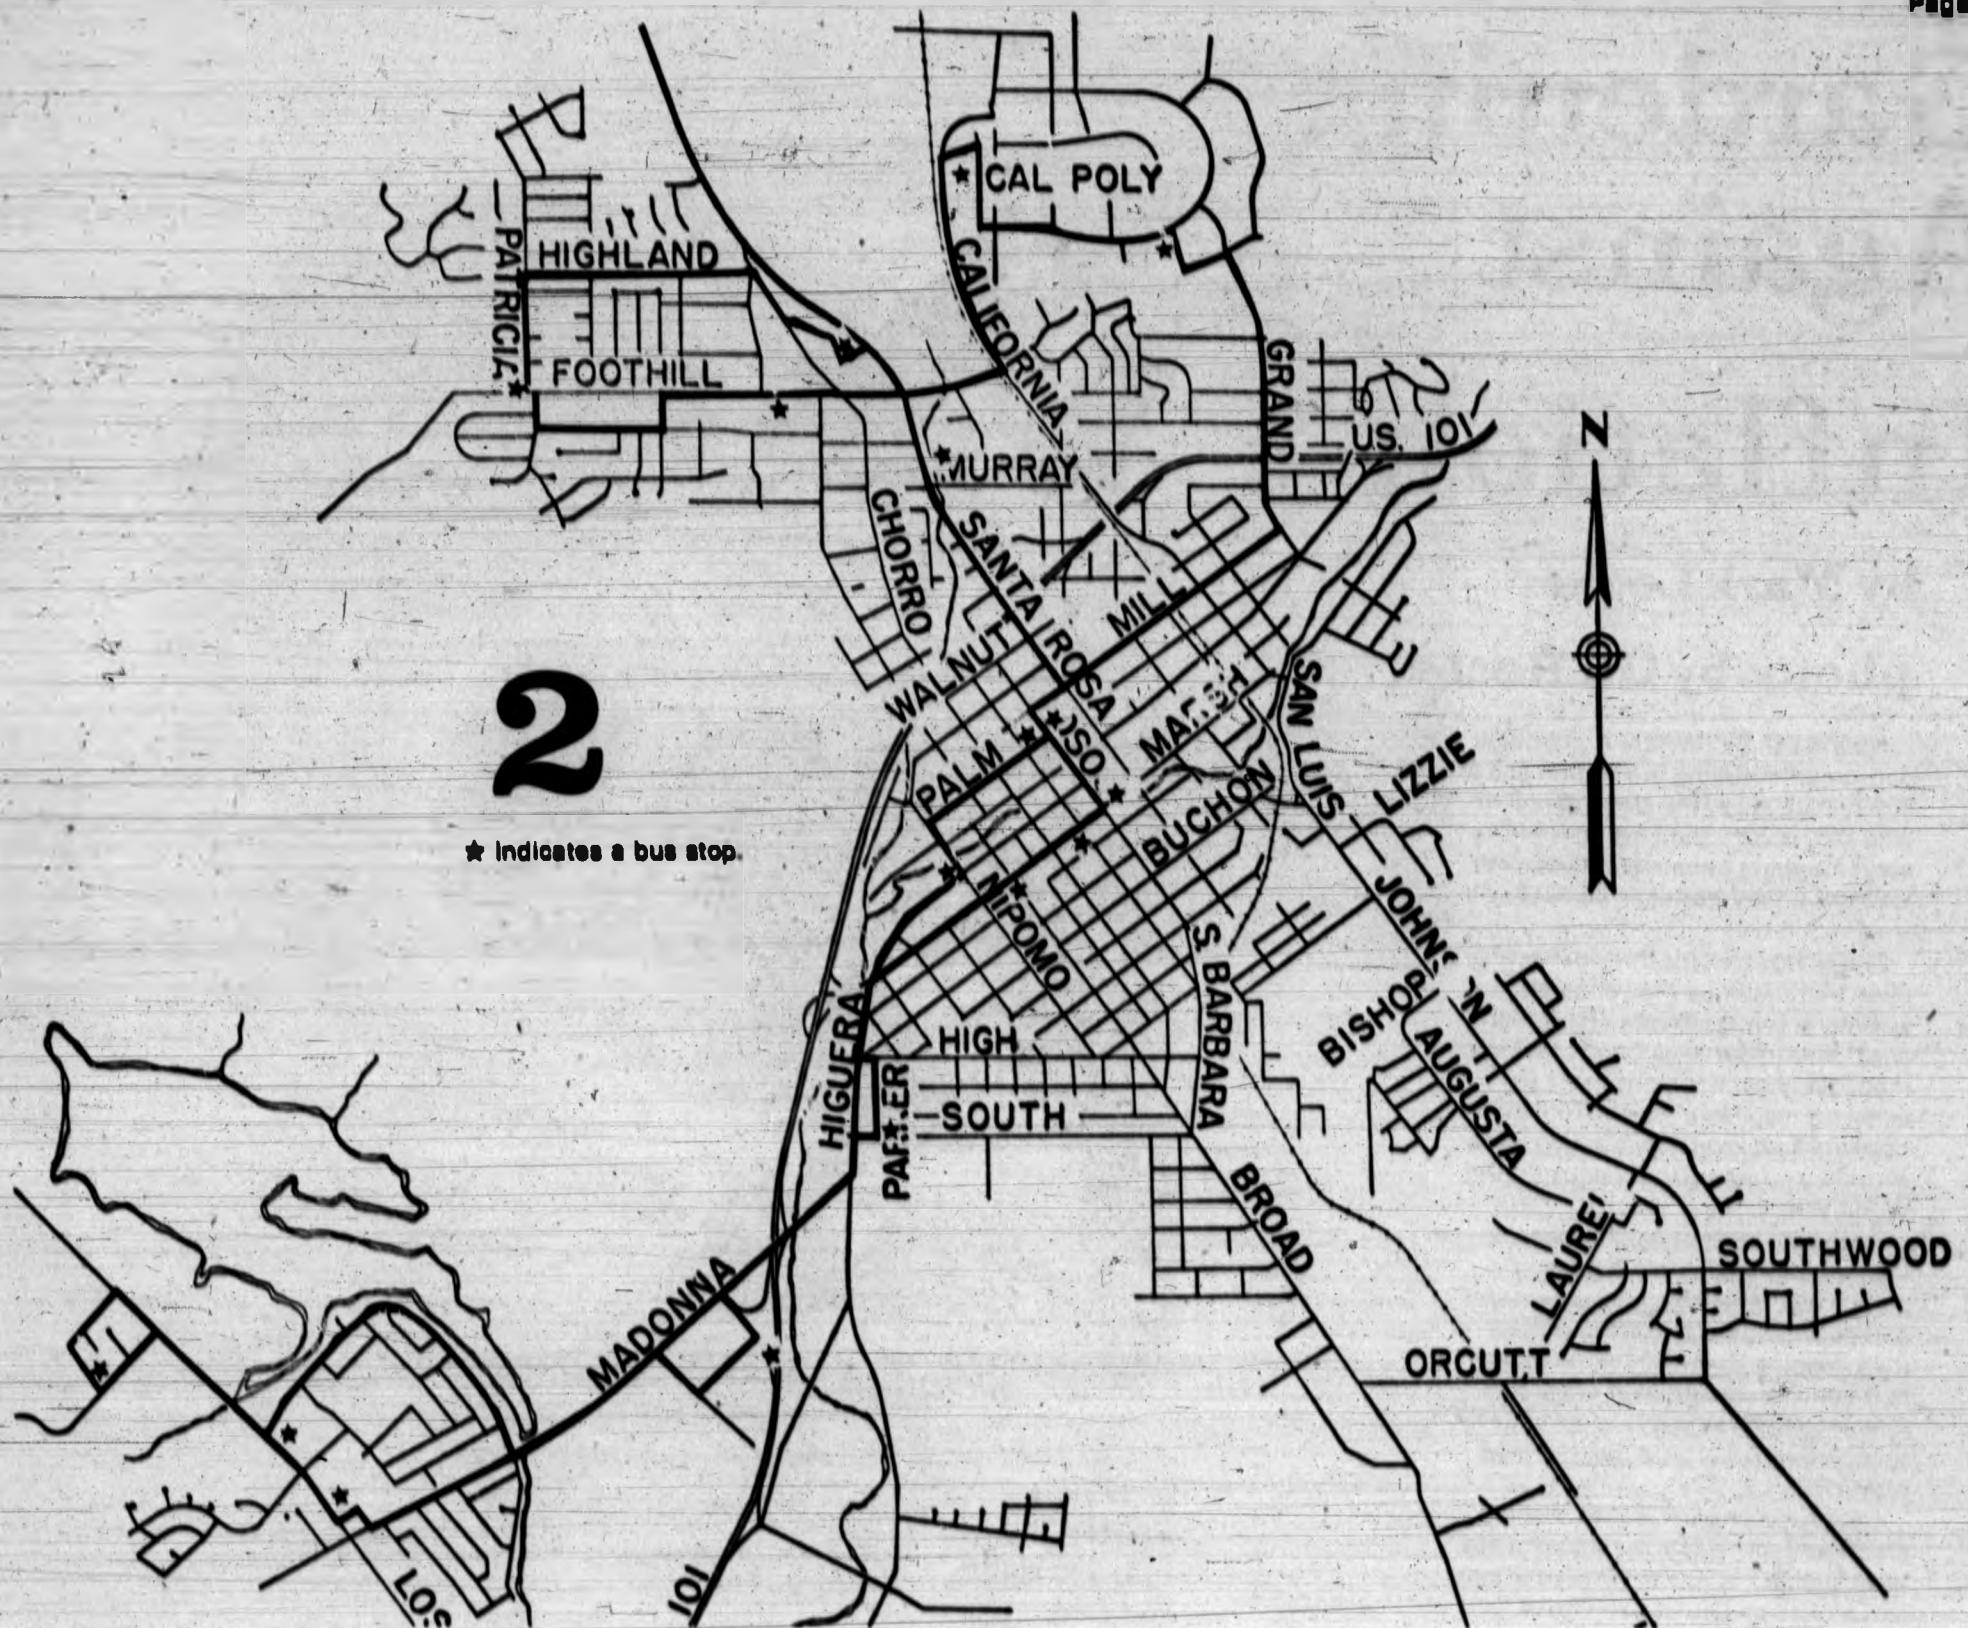 CAL POLY
HIGHLAND
PATRICIA
CALIFORNIA
FOOTHILL
GRAND
U.S. 101
N
MURRAY
CHORRO
SANTA ROSA
MILL
WALNUT
2
SAN LUIS
MARSH
OSO
PALM
LIZZIE
BUCHON
★ indicates a bus stop.
NIPOMO
JOHNSON
S. BARBARA
BISHOP
HIGUERA
HIGH
AUGUSTA
SOUTH
BROAD
LAUREL
SOUTHWOOD
MADONNA
ORCUTT
LOS
101